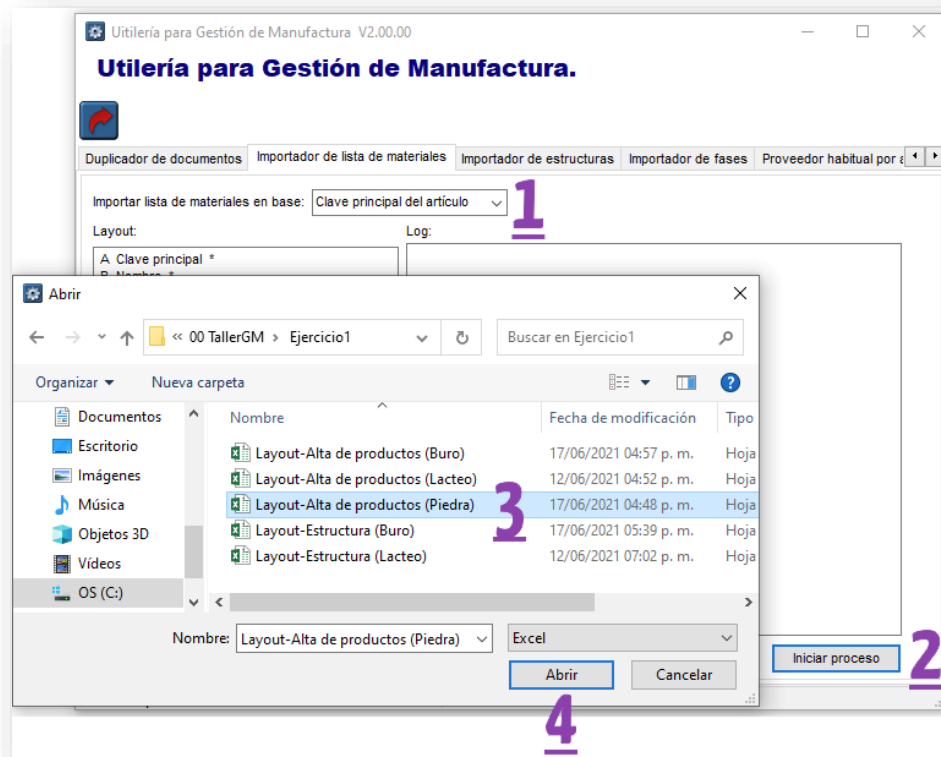 Uitilería para Gestión de Manufactura V2.00.00
Utilería para Gestión de Manufactura.
Duplicador de documentos Importador de lista de materiales Importador de estructuras Importador de fases Proveedor habitual por
Importar lista de materiales en base: Clave principal del artículo 1
Layout: Log:
A Clave principal *
B Nombre *
Abrir
« 00 TallerGM > Ejercicio1 Buscar en Ejercicio1
Organizar Nueva carpeta ?
Documentos
Escritorio
Imágenes
Música
Objetos 3D
Vídeos
OS (C:)
Nombre Fecha de modificación Tipo
Layout-Alta de productos (Buro) 17/06/2021 04:57 p. m. Hoja
Layout-Alta de productos (Lacteo) 12/06/2021 04:52 p. m. Hoja
Layout-Alta de productos (Piedra) 3 17/06/2021 04:48 p. m. Hoja
Layout-Estructura (Buro) 17/06/2021 05:39 p. m. Hoja
Layout-Estructura (Lacteo) 12/06/2021 07:02 p. m. Hoja
Nombre: Layout-Alta de productos (Piedra) Excel
Iniciar proceso 2
Abrir Cancelar
4